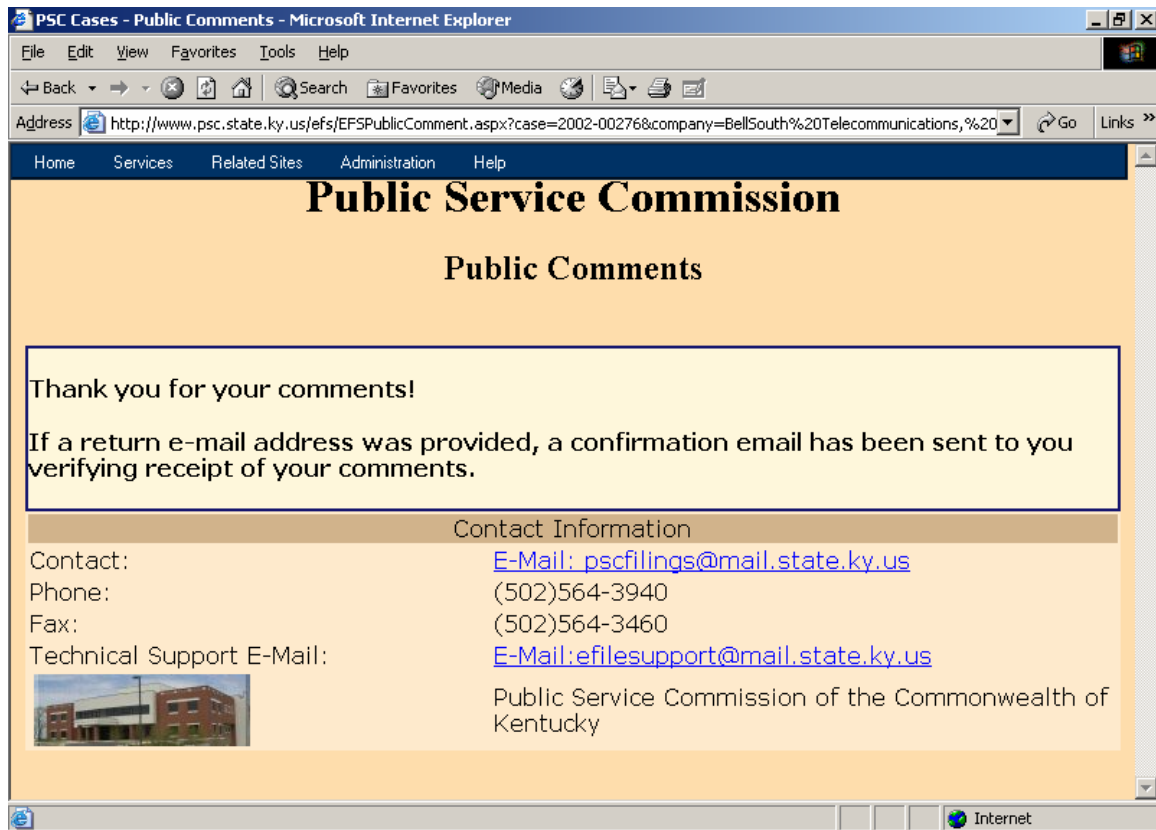 PSC Cases - Public Comments - Microsoft Internet Explorer
File Edit View Favorites Tools Help
Back Search Favorites Media
Address http://www.psc.state.ky.us/efs/EFSPublicComment.aspx?case=2002-00276&company=BellSouth%20Telecommunications,%20 Go Links »
Home Services Related Sites Administration Help
Public Service Commission
Public Comments
Thank you for your comments!
If a return e-mail address was provided, a confirmation email has been sent to you
verifying receipt of your comments.
Contact Information
Contact: E-Mail: pscfilings@mail.state.ky.us
Phone: (502)564-3940
Fax: (502)564-3460
Technical Support E-Mail: E-Mail:efilesupport@mail.state.ky.us
Public Service Commission of the Commonwealth of
Kentucky
Internet